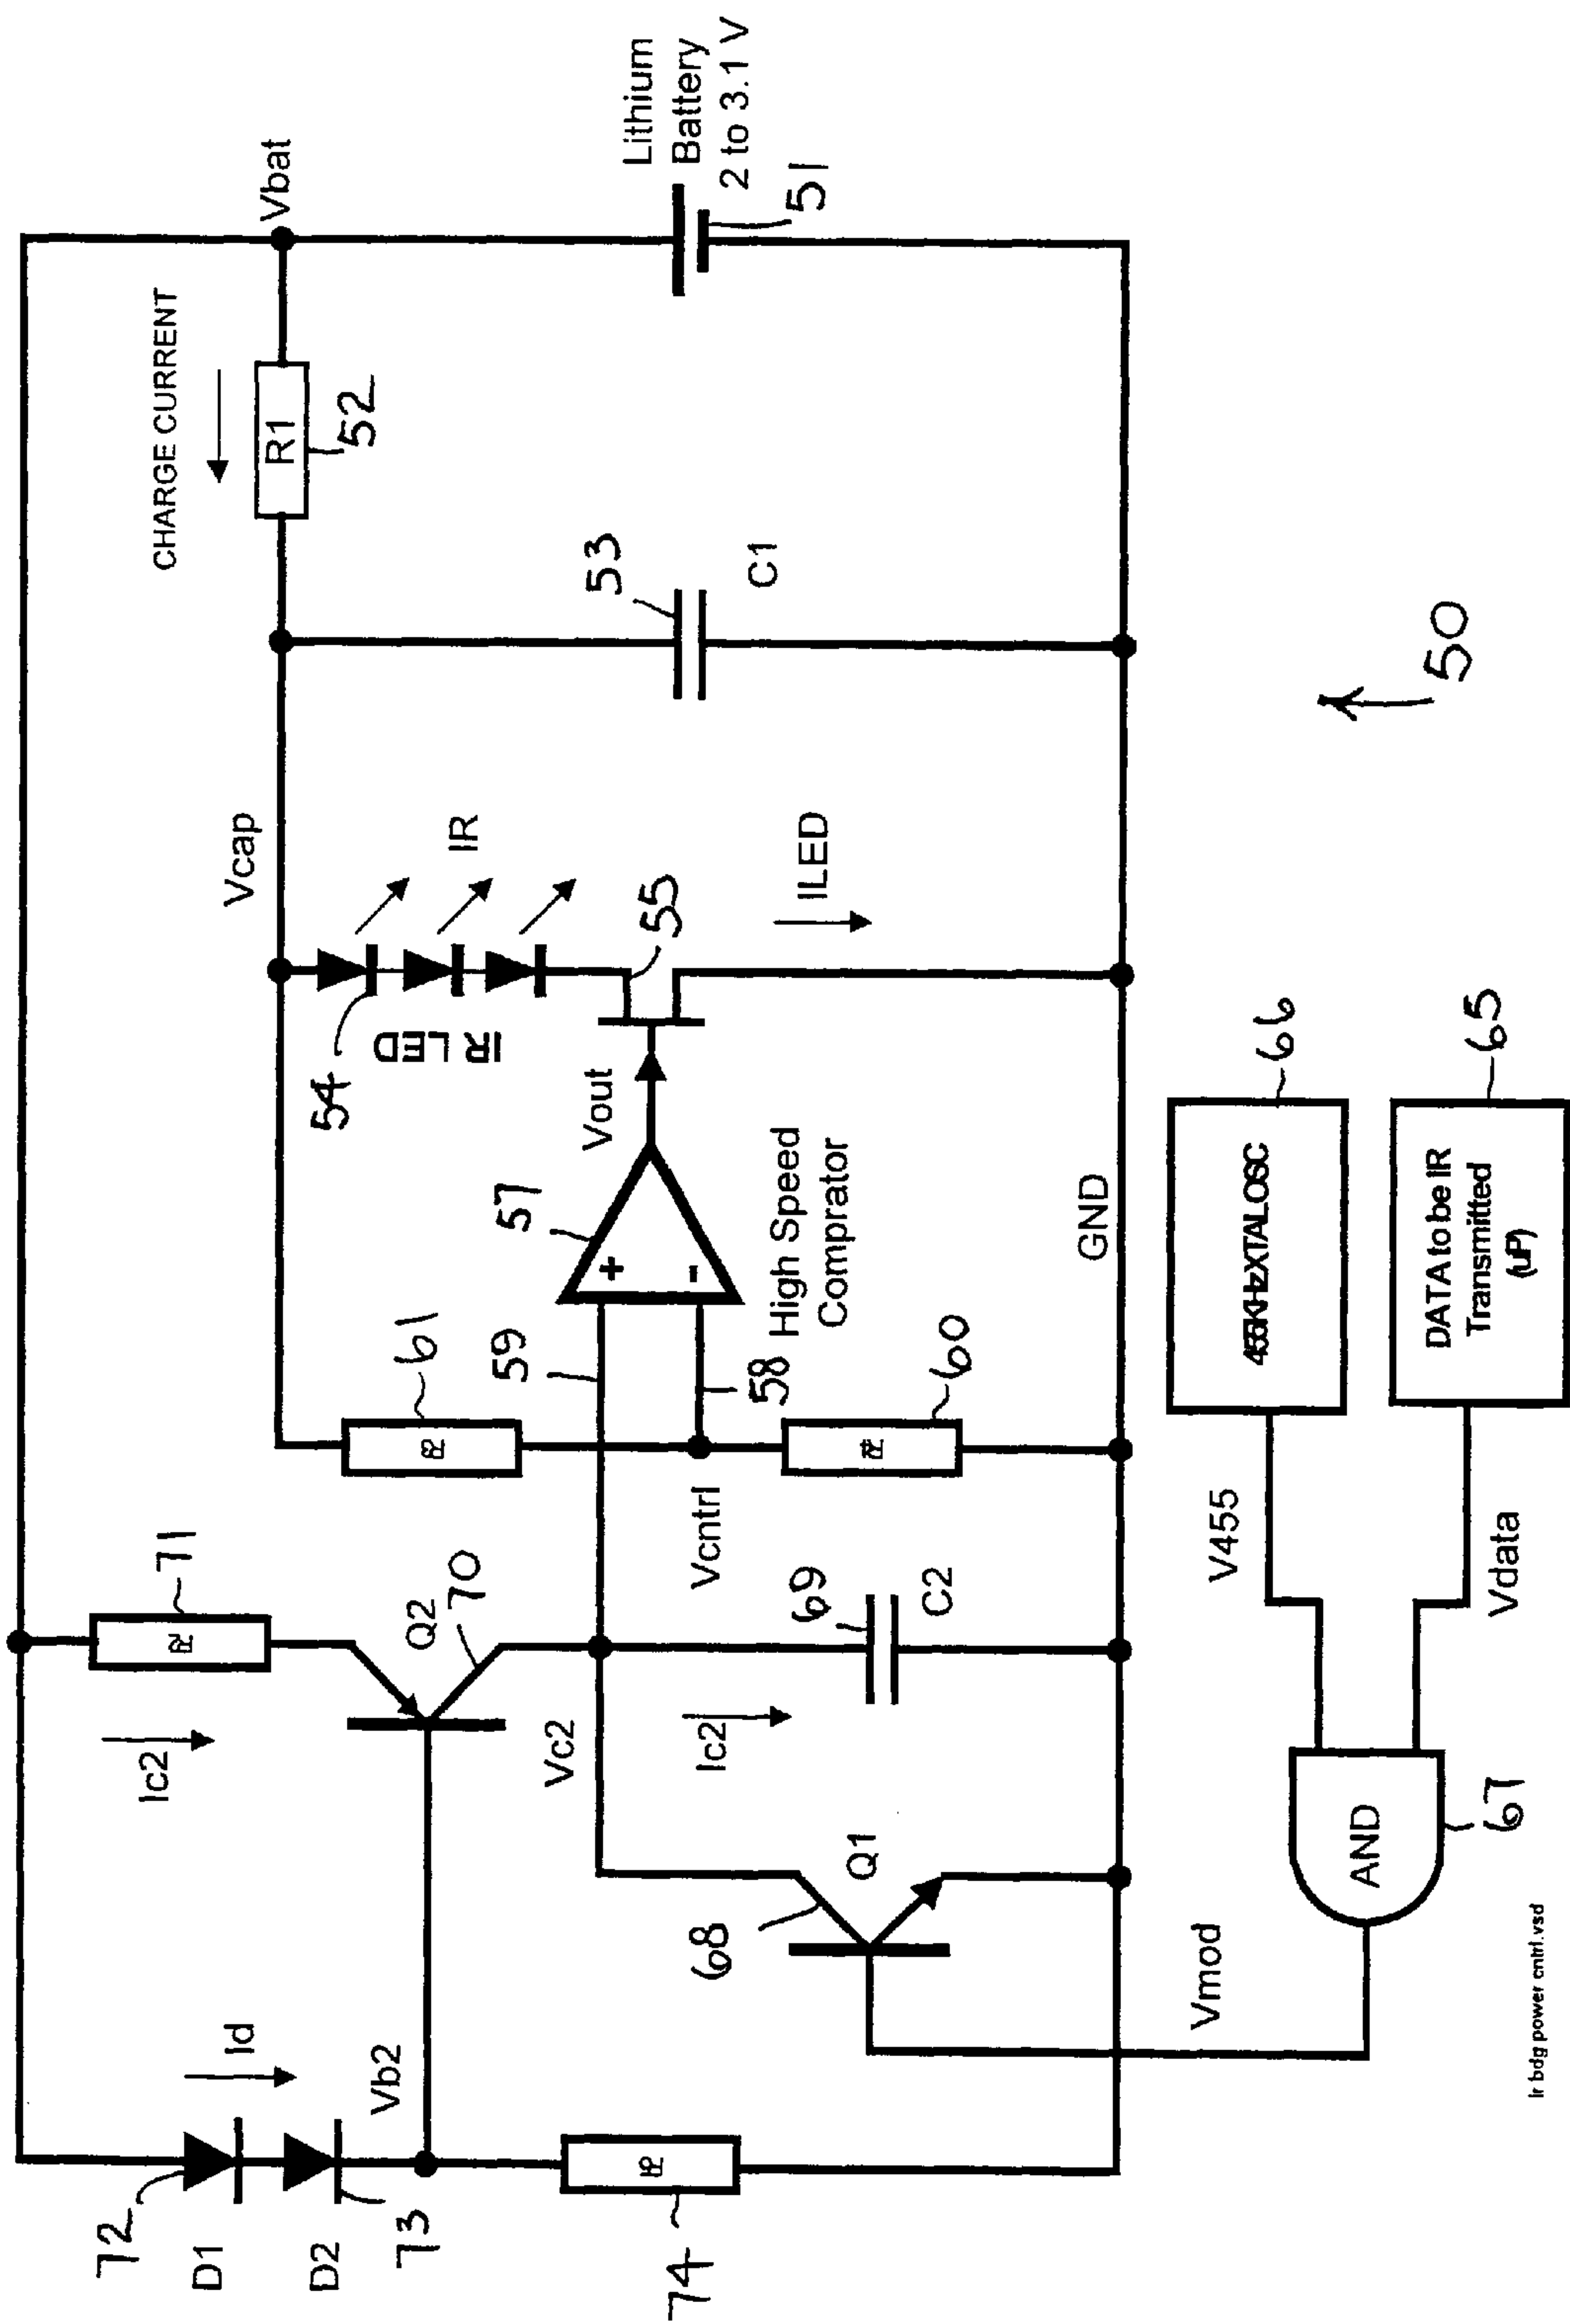 Vbat
CHARGE CURRENT
R1
52
Lithium
Battery
2 to 3.1 V
51
53
C1
Vcap
IR
54
IR LED
55
ILED
Vout
57
+
-
High Speed
Comprator
59
58
61
60
Vcntrl
GND
71
Q2
70
Ic2
Vc2
Ic2
69
C2
Q1
68
72
D1
D2
73
Id
Vb2
74
Vmod
V455
Vdata
455KHzXTALOSC
66
DATA to be IR
Transmitted
(uP)
65
AND
67
50
Ir bdg power cntrl.vsd